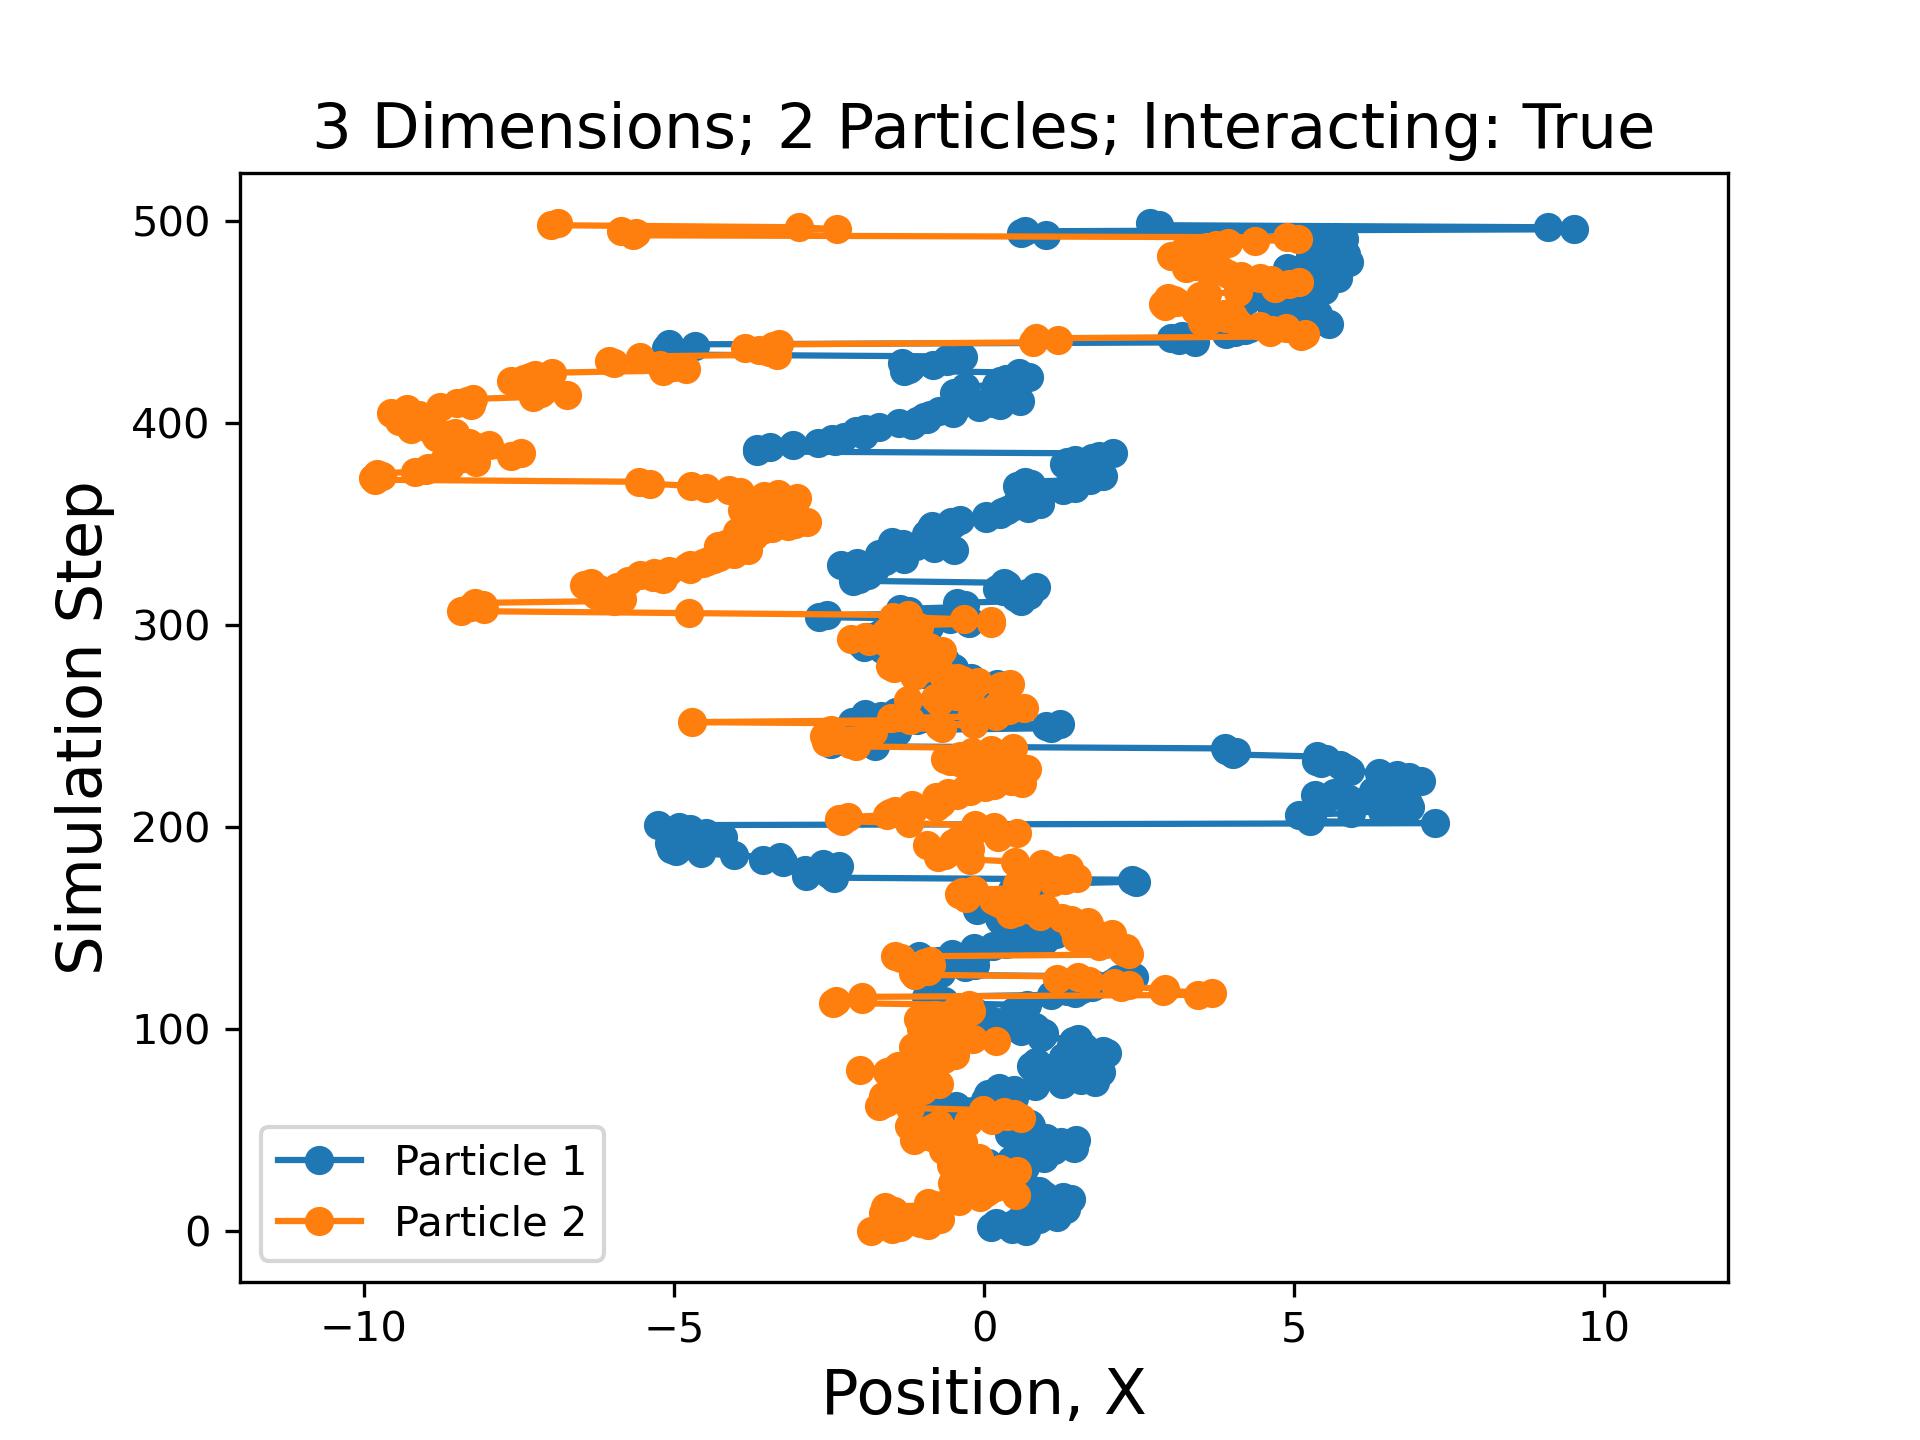 3 Dimensions; 2 Particles; Interacting: True
Simulation Step
500
400
300
200
100
0
Particle 1
Particle 2
−10
−5
0
5
10
Position, X